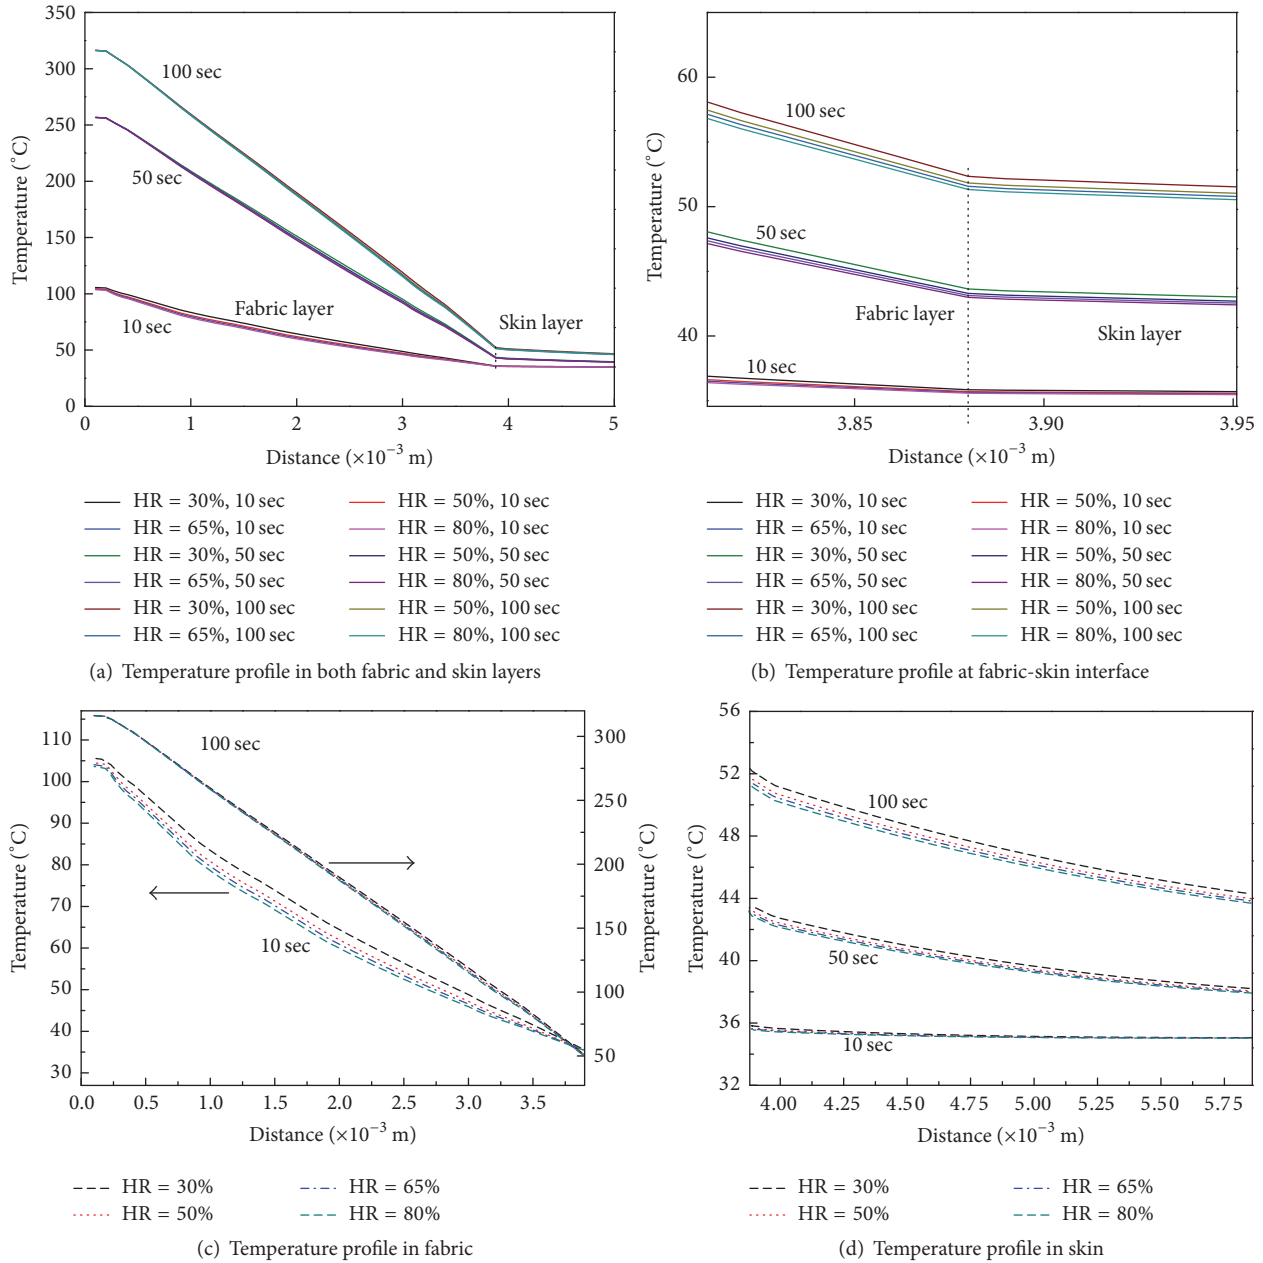 350
300
250
200
150
100
50
0
Temperature (˚C)
100 sec
50 sec
10 sec
Fabric layer
Skin layer
0 1 2 3 4 5
Distance (×10⁻³ m)
HR = 30%, 10 sec HR = 50%, 10 sec
HR = 65%, 10 sec HR = 80%, 10 sec
HR = 30%, 50 sec HR = 50%, 50 sec
HR = 65%, 50 sec HR = 80%, 50 sec
HR = 30%, 100 sec HR = 50%, 100 sec
HR = 65%, 100 sec HR = 80%, 100 sec
(a) Temperature profile in both fabric and skin layers
60
50
40
Temperature (˚C)
100 sec
50 sec
Fabric layer
Skin layer
10 sec
3.85 3.90 3.95
Distance (×10⁻³ m)
HR = 30%, 10 sec HR = 50%, 10 sec
HR = 65%, 10 sec HR = 80%, 10 sec
HR = 30%, 50 sec HR = 50%, 50 sec
HR = 65%, 50 sec HR = 80%, 50 sec
HR = 30%, 100 sec HR = 50%, 100 sec
HR = 65%, 100 sec HR = 80%, 100 sec
(b) Temperature profile at fabric-skin interface
110
100
90
80
70
60
50
40
30
Temperature (˚C)
100 sec
10 sec
300
250
200
150
100
50
Temperature (˚C)
0.0 0.5 1.0 1.5 2.0 2.5 3.0 3.5
Distance (×10⁻³ m)
HR = 30% HR = 65%
HR = 50% HR = 80%
(c) Temperature profile in fabric
56
52
48
44
40
36
32
Temperature (˚C)
100 sec
50 sec
10 sec
4.00 4.25 4.50 4.75 5.00 5.25 5.50 5.75
Distance (×10⁻³ m)
HR = 30% HR = 65%
HR = 50% HR = 80%
(d) Temperature profile in skin